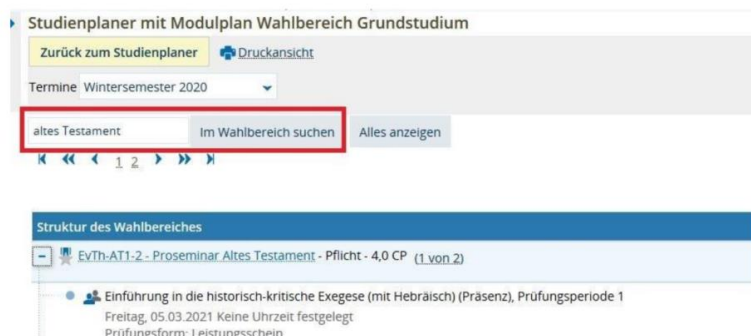 Studienplaner mit Modulplan Wahlbereich Grundstudium
Zurück zum Studienplaner Druckansicht
Termine Wintersemester 2020
altes Testament Im Wahlbereich suchen Alles anzeigen
1 2
Struktur des Wahlbereiches
EvTh-AT1-2 - Proseminar Altes Testament - Pflicht - 4,0 CP (1 von 2)
Einführung in die historisch-kritische Exegese (mit Hebräisch) (Präsenz), Prüfungsperiode 1
Freitag, 05.03.2021 Keine Uhrzeit festgelegt
Prüfungsform: Leistungsschein